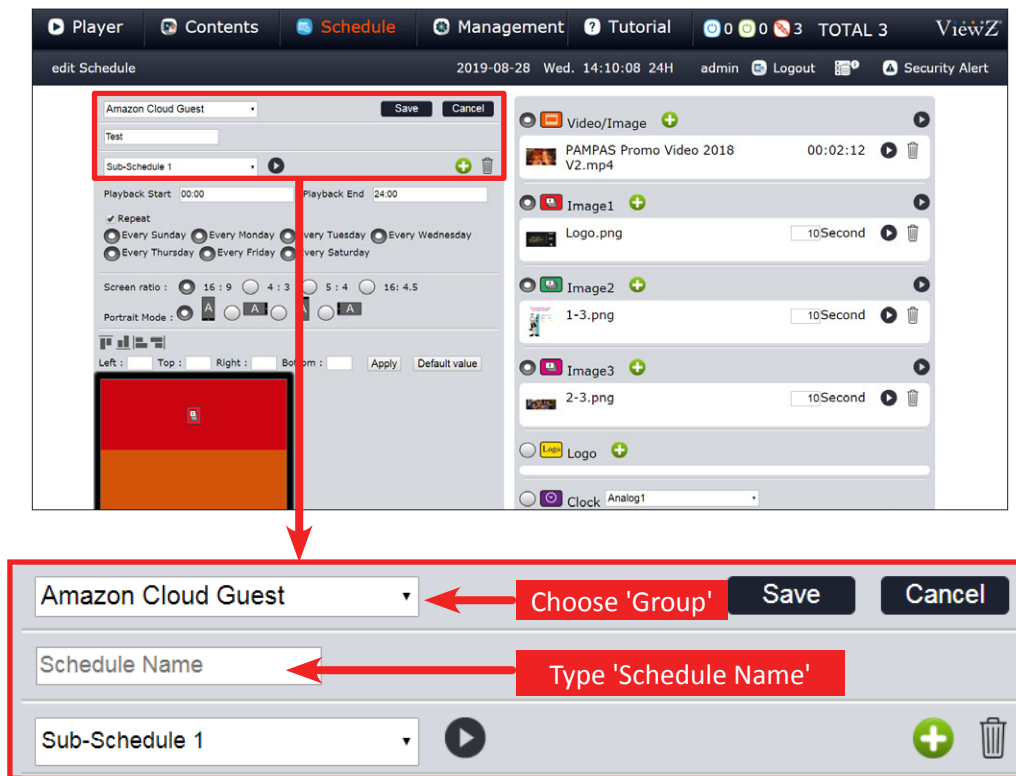 Player Contents Schedule Management Tutorial 0 0 3 TOTAL 3 ViewZ
edit Schedule 2019-08-28 Wed. 14:10:08 24H admin Logout Security Alert
Amazon Cloud Guest Save Cancel
Test
Sub-Schedule 1
Playback Start 00:00 Playback End 24:00
Repeat
Every Sunday Every Monday Every Tuesday Every Wednesday
Every Thursday Every Friday Every Saturday
Screen ratio : 16 : 9 4 : 3 5 : 4 16: 4.5
Portrait Mode : A A A A
Left : Top : Right : Bottom : Apply Default value
Video/Image
PAMPAS Promo Video 2018 00:02:12
V2.mp4
Image1
Logo.png 10Second
Image2
1-3.png 10Second
Image3
2-3.png 10Second
Logo Logo
Clock Analog1
Amazon Cloud Guest Choose 'Group' Save Cancel
Schedule Name Type 'Schedule Name'
Sub-Schedule 1